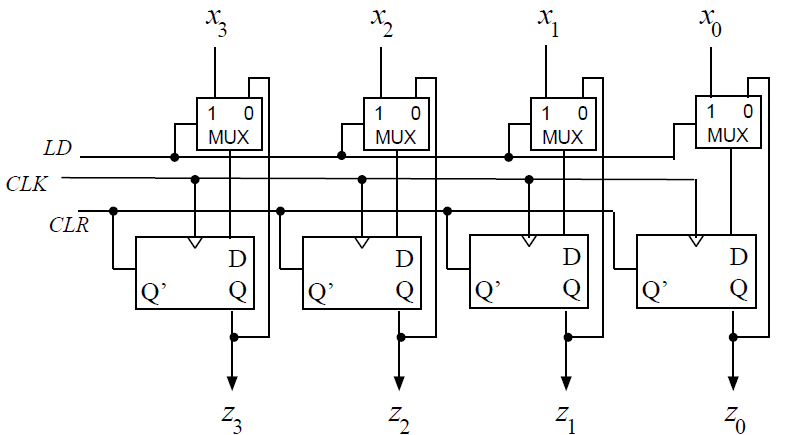 x3 x2 x1 x0
1 0 1 0 1 0 1 0
MUX MUX MUX MUX
LD
CLK
CLR
D D D D
Q’ Q Q’ Q Q’ Q Q’ Q
z3 z2 z1 z0